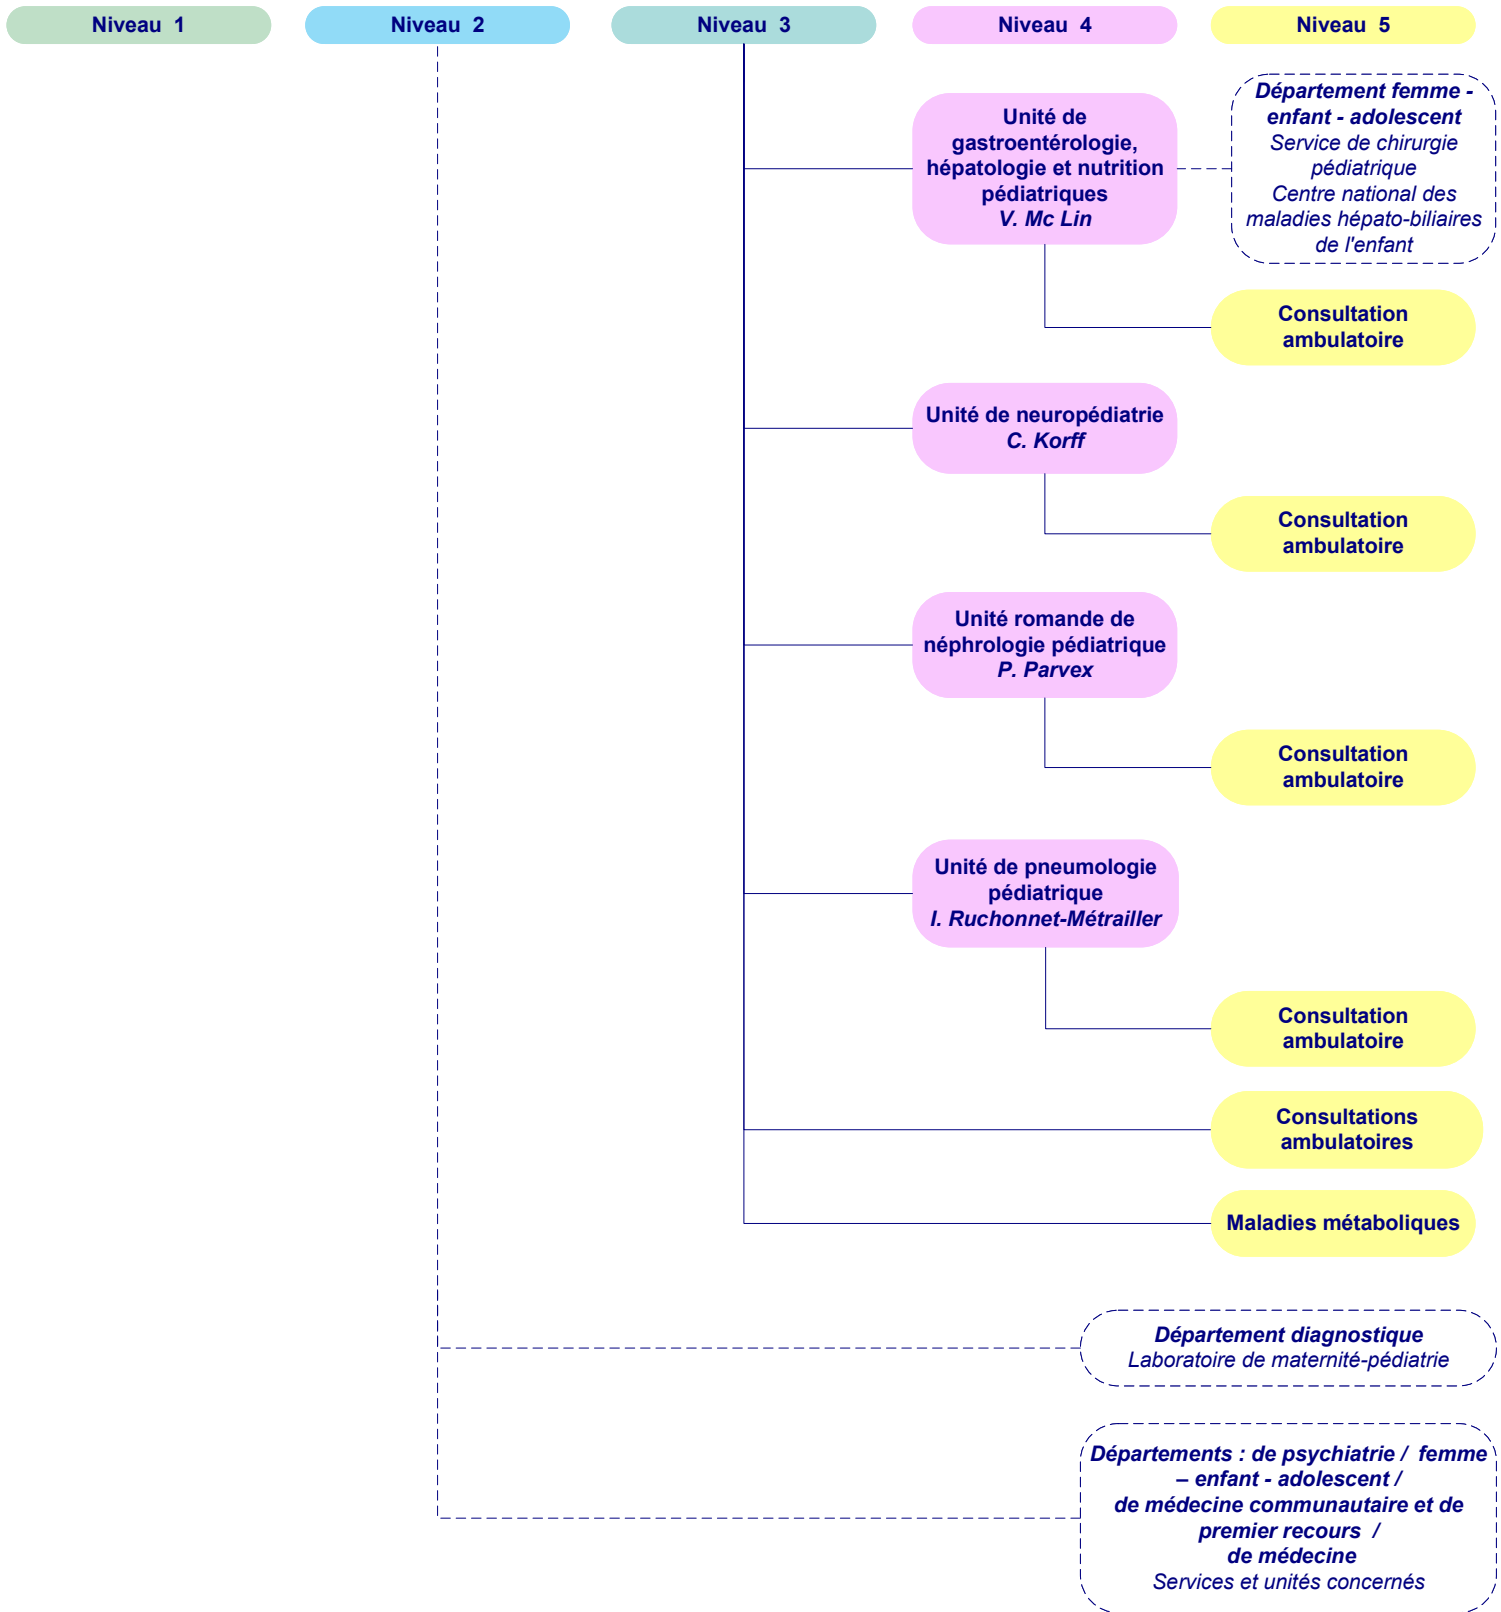 Niveau 1
Niveau 2
Niveau 3
Niveau 4
Niveau 5
Unité de
gastroentérologie,
hépatologie et nutrition
pédiatriques
V. Mc Lin
Département femme -
enfant - adolescent
Service de chirurgie
pédiatrique
Centre national des
maladies hépato-biliaires
de l'enfant
Consultation
ambulatoire
Unité de neuropédiatrie
C. Korff
Consultation
ambulatoire
Unité romande de
néphrologie pédiatrique
P. Parvex
Consultation
ambulatoire
Unité de pneumologie
pédiatrique
I. Ruchonnet-Métrailler
Consultation
ambulatoire
Consultations
ambulatoires
Maladies métaboliques
Département diagnostique
Laboratoire de maternité-pédiatrie
Départements : de psychiatrie / femme
– enfant - adolescent /
de médecine communautaire et de
premier recours /
de médecine
Services et unités concernés